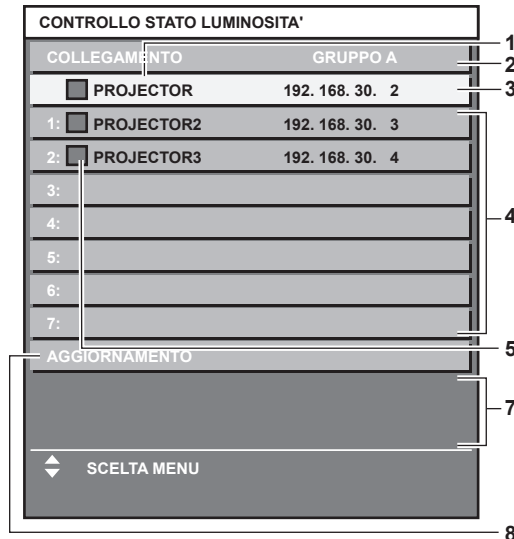 CONTROLLO STATO LUMINOSITA'
COLLEGAMENTO GRUPPO A
PROJECTOR 192. 168. 30. 2
1: PROJECTOR2 192. 168. 30. 3
2: PROJECTOR3 192. 168. 30. 4
3:
4:
5:
6:
7:
AGGIORNAMENTO
SCELTA MENU
1
2
3
4
5
7
8